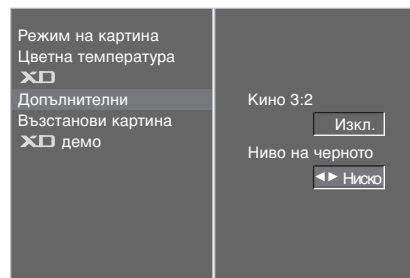 Режим на картина
Цветна температура
XD
Допълнителни
Възстанови картина
XD демо
Кино 3:2
Изкл.
Ниво на черното
◄► Ниско